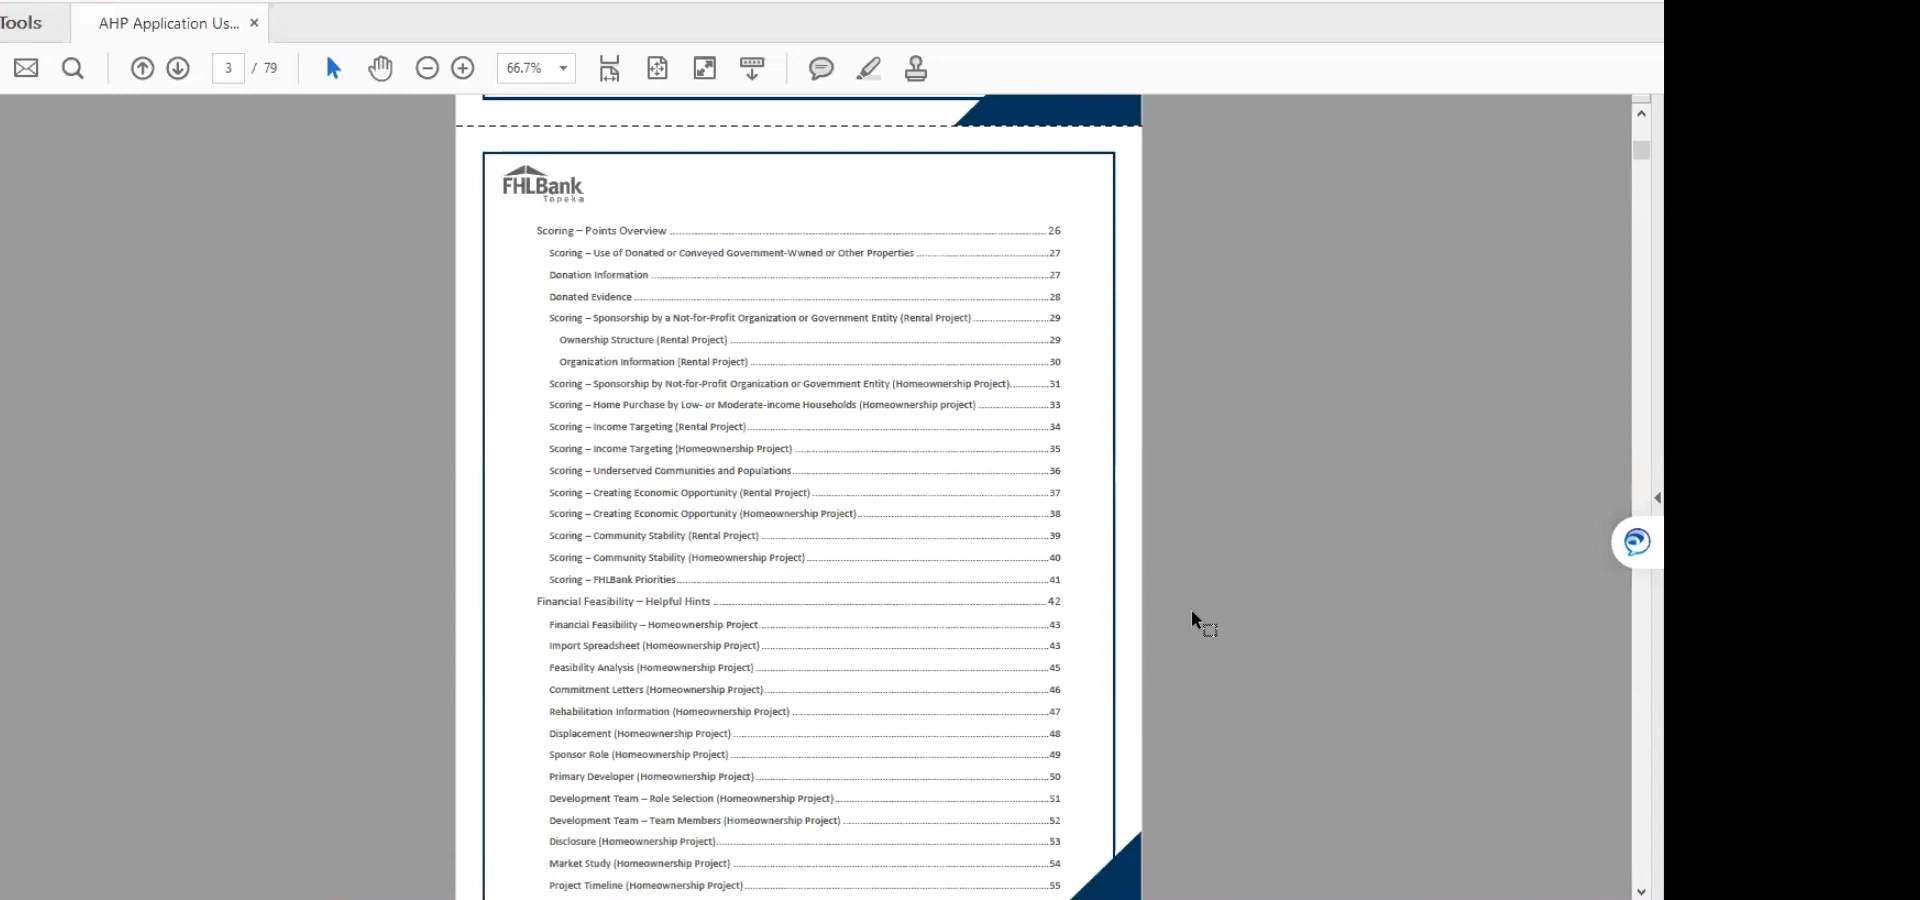 Tools
AHP Application Us... ×
3 / 79
66.7%
FHLBank
Topeka
Scoring – Points Overview 26
Scoring – Use of Donated or Conveyed Government-Wwned or Other Properties 27
Donation Information 27
Donated Evidence 28
Scoring – Sponsorship by a Not-for-Profit Organization or Government Entity (Rental Project) 29
Ownership Structure (Rental Project) 29
Organization Information (Rental Project) 30
Scoring – Sponsorship by Not-for-Profit Organization or Government Entity (Homeownership Project) 31
Scoring – Home Purchase by Low- or Moderate-income Households (Homeownership project) 33
Scoring – Income Targeting (Rental Project) 34
Scoring – Income Targeting (Homeownership Project) 35
Scoring – Underserved Communities and Populations 36
Scoring – Creating Economic Opportunity (Rental Project) 37
Scoring – Creating Economic Opportunity (Homeownership Project) 38
Scoring – Community Stability (Rental Project) 39
Scoring – Community Stability (Homeownership Project) 40
Scoring – FHLBank Priorities 41
Financial Feasibility – Helpful Hints 42
Financial Feasibility – Homeownership Project 43
Import Spreadsheet (Homeownership Project) 43
Feasibility Analysis (Homeownership Project) 45
Commitment Letters (Homeownership Project) 46
Rehabilitation Information (Homeownership Project) 47
Displacement (Homeownership Project) 48
Sponsor Role (Homeownership Project) 49
Primary Developer (Homeownership Project) 50
Development Team – Role Selection (Homeownership Project) 51
Development Team – Team Members (Homeownership Project) 52
Disclosure (Homeownership Project) 53
Market Study (Homeownership Project) 54
Project Timeline (Homeownership Project) 55